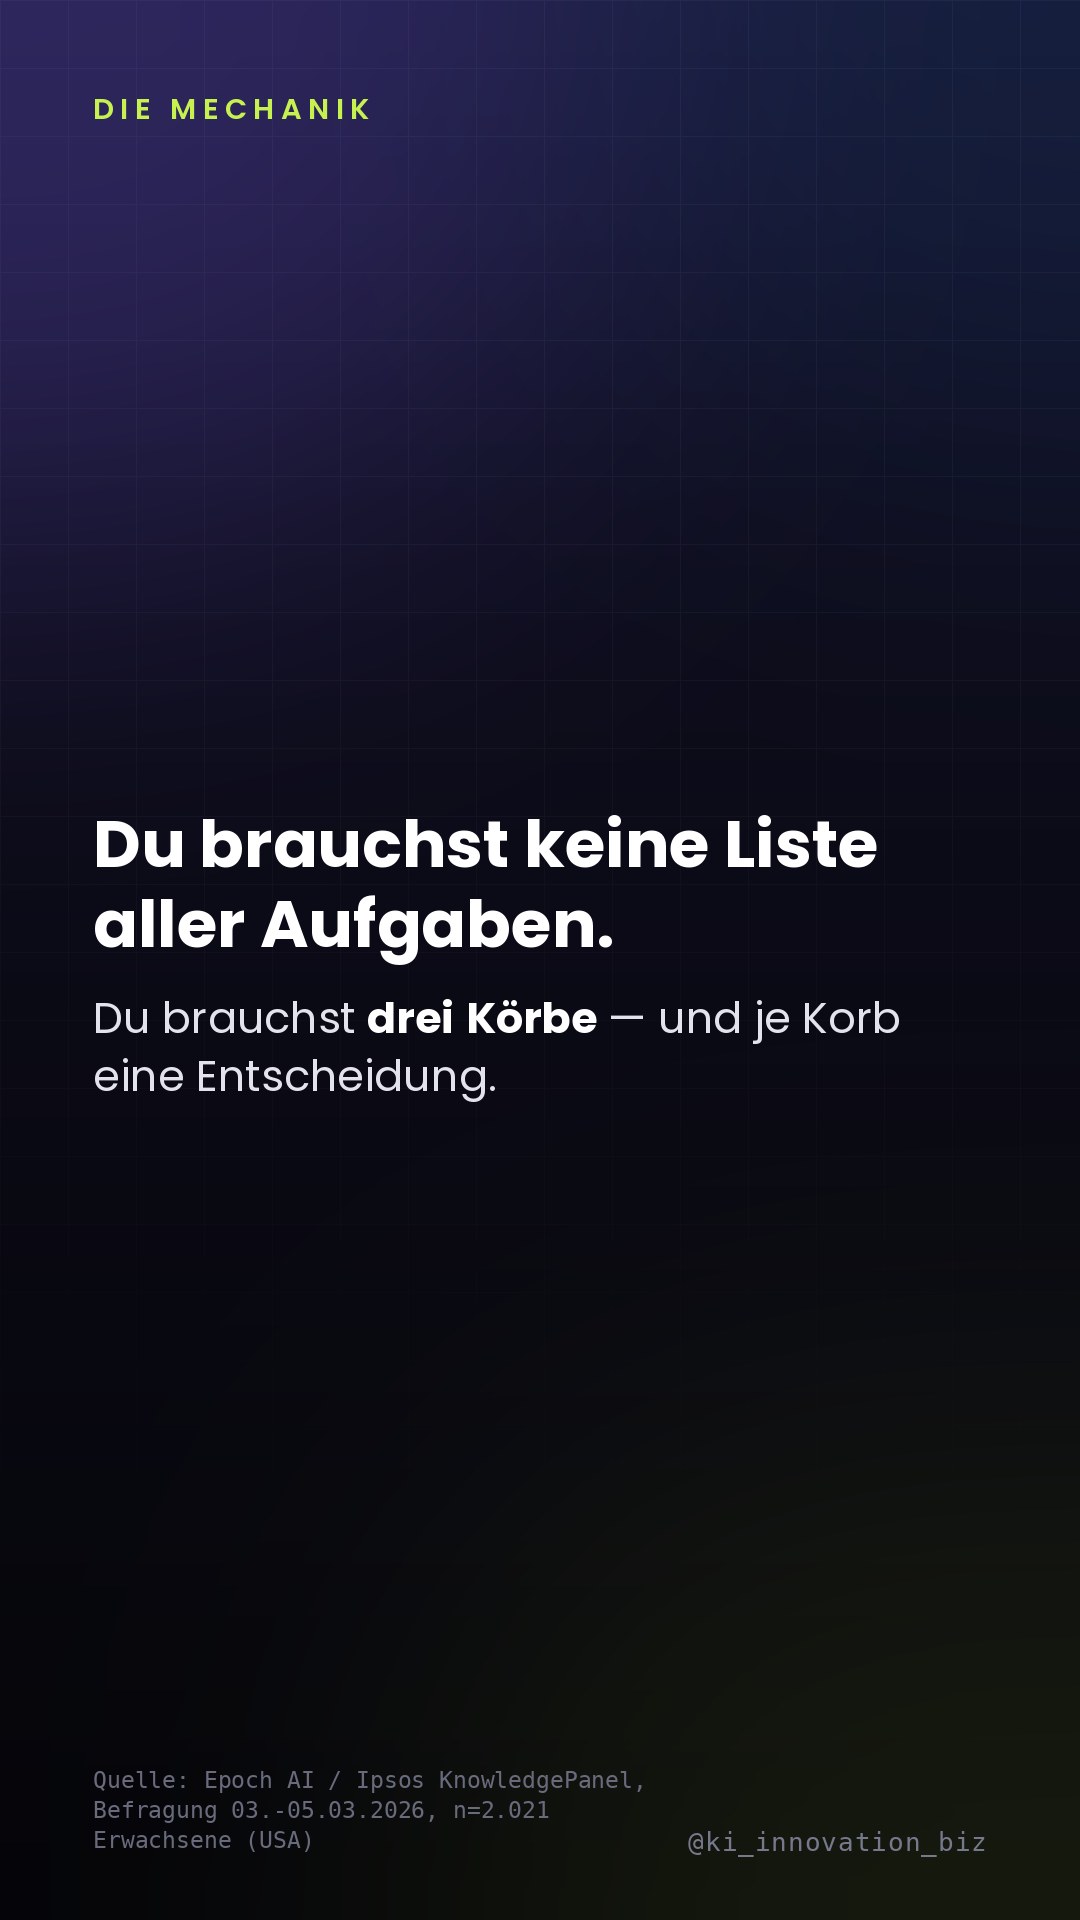 DIE MECHANIK
Du brauchst keine Liste
aller Aufgaben.
Du brauchst drei Körbe — und je Korb
eine Entscheidung.
Quelle: Epoch AI / Ipsos KnowledgePanel,
Befragung 03.-05.03.2026, n=2.021
Erwachsene (USA)
@ki_innovation_biz